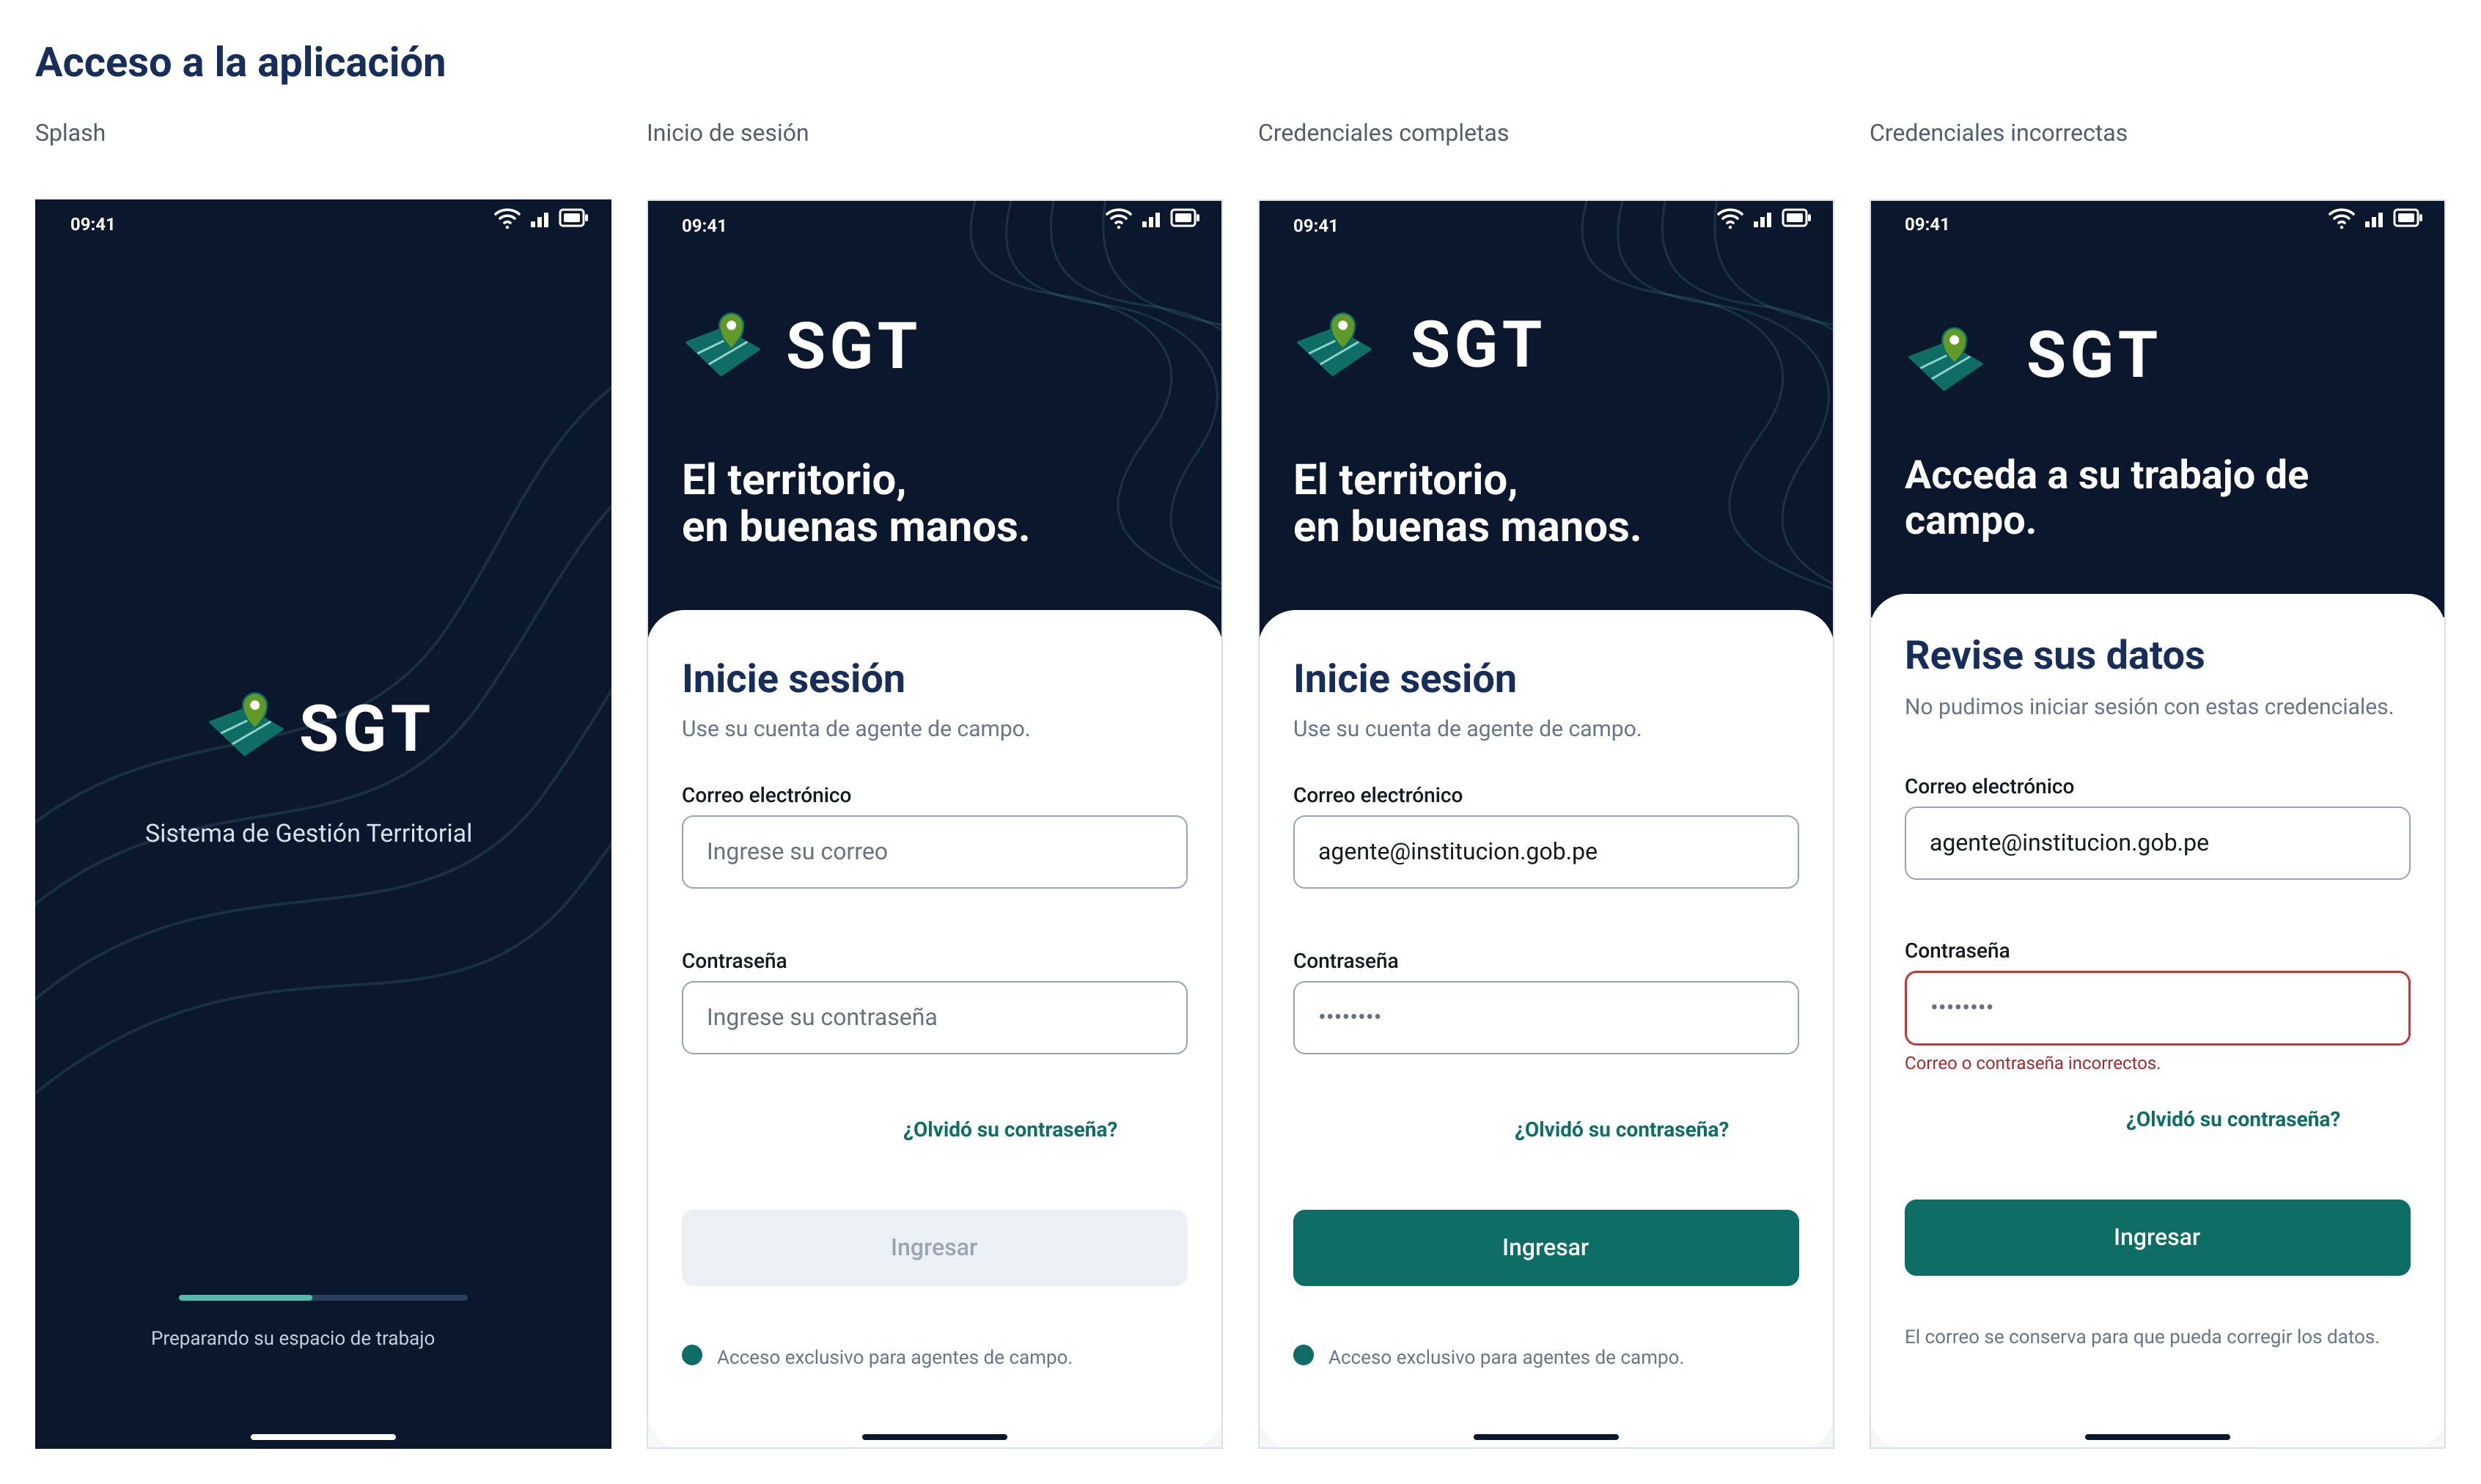 Acceso a la aplicación
Splash
09:41
SGT
Sistema de Gestión Territorial
Preparando su espacio de trabajo
Inicio de sesión
09:41
SGT
El territorio,
en buenas manos.
Inicie sesión
Use su cuenta de agente de campo.
Correo electrónico
Ingrese su correo
Contraseña
Ingrese su contraseña
¿Olvidó su contraseña?
Ingresar
Acceso exclusivo para agentes de campo.
Credenciales completas
09:41
SGT
El territorio,
en buenas manos.
Inicie sesión
Use su cuenta de agente de campo.
Correo electrónico
agente@institucion.gob.pe
Contraseña
••••••••
¿Olvidó su contraseña?
Ingresar
Acceso exclusivo para agentes de campo.
Credenciales incorrectas
09:41
SGT
Acceda a su trabajo de
campo.
Revise sus datos
No pudimos iniciar sesión con estas credenciales.
Correo electrónico
agente@institucion.gob.pe
Contraseña
••••••••
Correo o contraseña incorrectos.
¿Olvidó su contraseña?
Ingresar
El correo se conserva para que pueda corregir los datos.